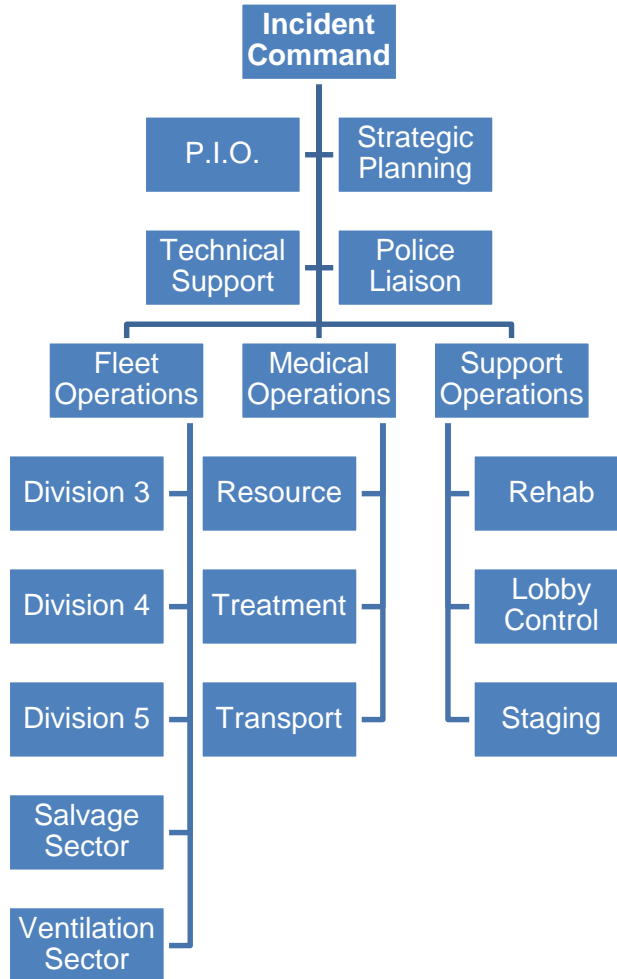 Incident
Command
P.I.O.
Strategic
Planning
Technical
Support
Police
Liaison
Fleet
Operations
Medical
Operations
Support
Operations
Division 3
Resource
Rehab
Division 4
Treatment
Lobby
Control
Division 5
Transport
Staging
Salvage
Sector
Ventilation
Sector